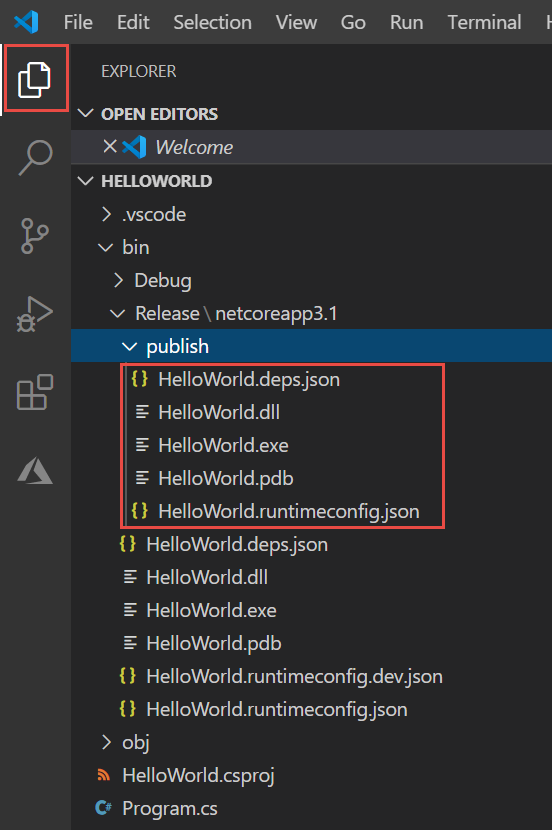 File Edit Selection View Go Run Terminal
EXPLORER
OPEN EDITORS
Welcome
HELLOWORLD
.vscode
bin
Debug
Release\netcoreapp3.1
publish
{} HelloWorld.deps.json
HelloWorld.dll
HelloWorld.exe
HelloWorld.pdb
{} HelloWorld.runtimeconfig.json
{} HelloWorld.deps.json
HelloWorld.dll
HelloWorld.exe
HelloWorld.pdb
{} HelloWorld.runtimeconfig.dev.json
{} HelloWorld.runtimeconfig.json
obj
HelloWorld.csproj
C# Program.cs